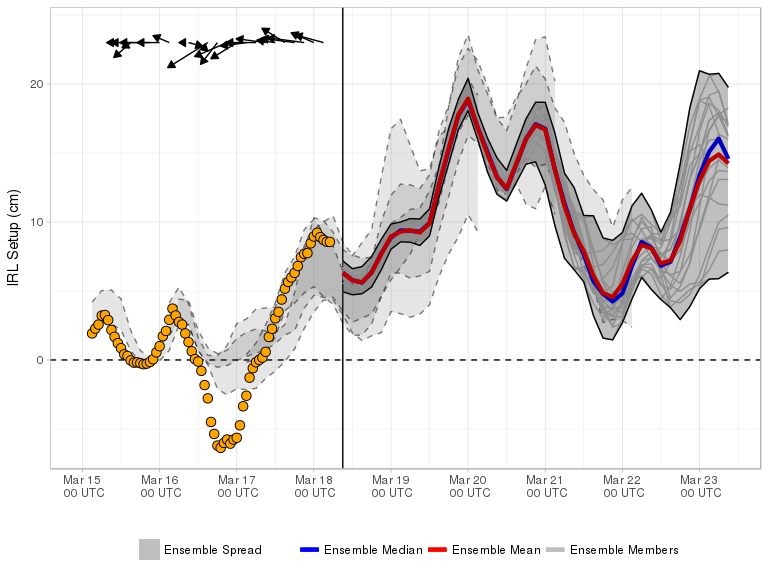 20
10
0
IRL Setup (cm)
Mar 15 Mar 16 Mar 17 Mar 18 Mar 19 Mar 20 Mar 21 Mar 22 Mar 23
00 UTC 00 UTC 00 UTC 00 UTC 00 UTC 00 UTC 00 UTC 00 UTC 00 UTC
Ensemble Spread Ensemble Median Ensemble Mean Ensemble Members